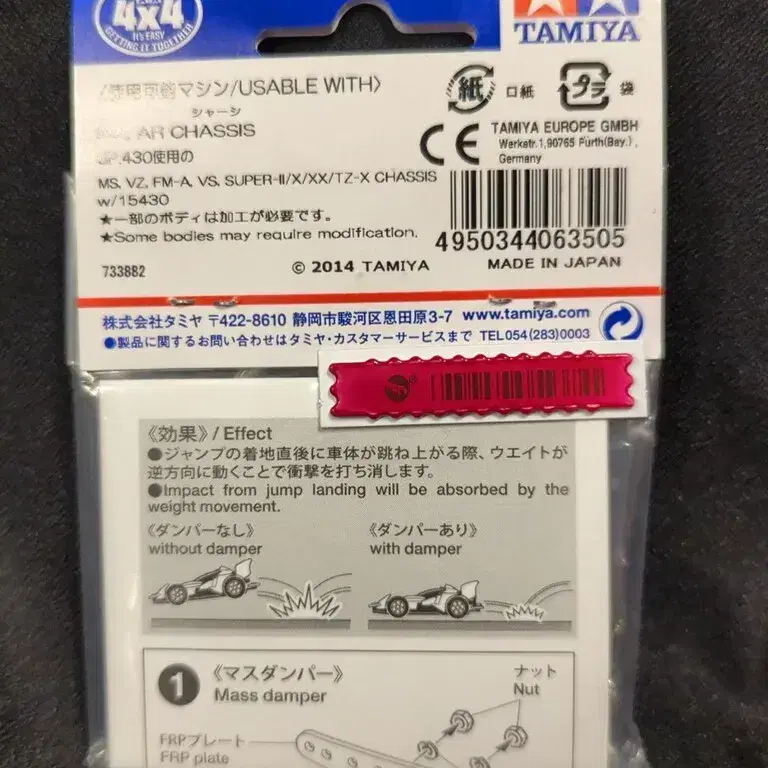 4x4
IT'S EASY
GETTING IT TOGETHER
TAMIYA
マシン/USABLE WITH〉
シャーシ
AR CHASSIS
.430使用の
MS, VZ, FM-A, VS, SUPER-II/X/XX/TZ-X CHASSIS
w/15430
★一部のボディは加工が必要です。
★Some bodies may require modification.
733882
© 2014 TAMIYA
紙 口紙
プラ 袋
CE
TAMIYA EUROPE GMBH
Werkstr.1,90765 Fürth(Bay.),
Germany
4950344063505
MADE IN JAPAN
株式会社タミヤ 〒422-8610 静岡市駿河区恩田原3-7 www.tamiya.com
●製品に関するお問い合わせはタミヤ・カスタマーサービスまで TEL054(283)0003
《効果》/ Effect
●ジャンプの着地直後に車体が跳ね上がる際、ウエイトが
逆方向に動くことで衝撃を打ち消します。
●Impact from jump landing will be absorbed by the
weight movement.
《ダンパーなし》
without damper
《ダンパーあり》
with damper
1 《マスダンパー》
Mass damper
ナット
Nut
FRPプレート
FRP plate